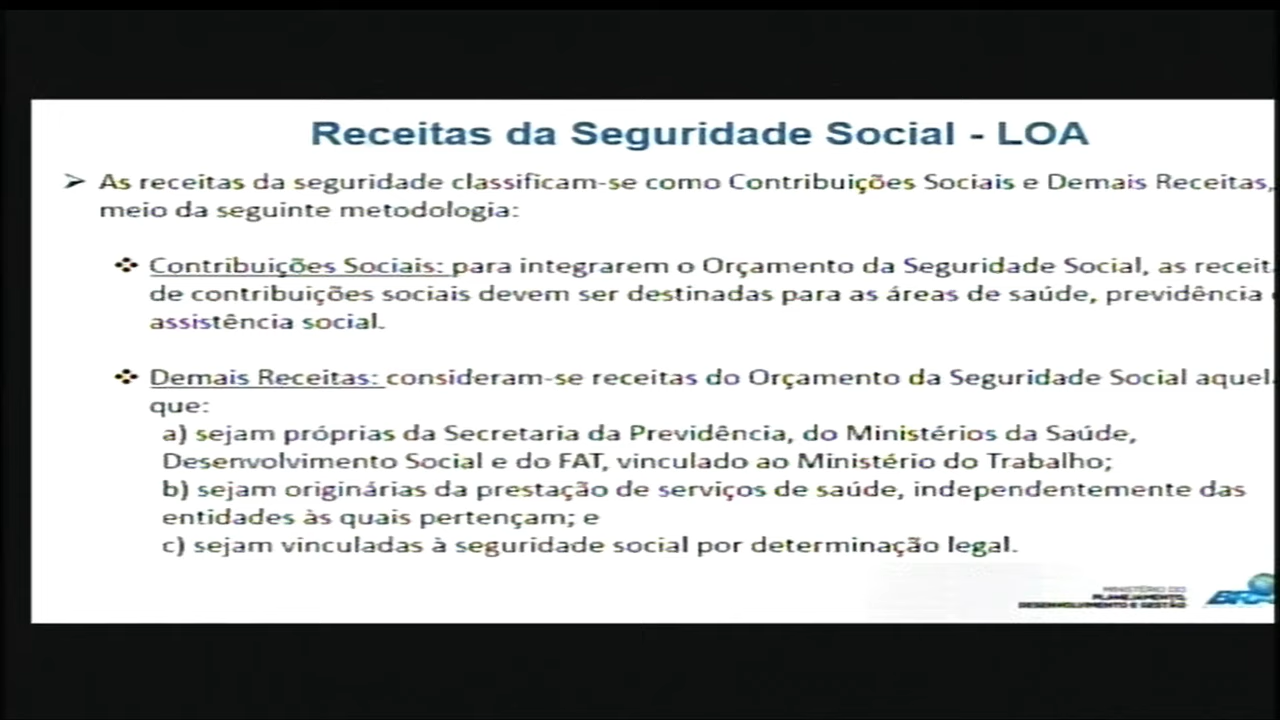 Receitas da Seguridade Social - LOA
➢ As receitas da seguridade classificam-se como Contribuições Sociais e Demais Receitas,
meio da seguinte metodologia:
❖ Contribuições Sociais: para integrarem o Orçamento da Seguridade Social, as receit
de contribuições sociais devem ser destinadas para as áreas de saúde, previdência
assistência social.
❖ Demais Receitas: consideram-se receitas do Orçamento da Seguridade Social aquel
que:
a) sejam próprias da Secretaria da Previdência, do Ministérios da Saúde,
Desenvolvimento Social e do FAT, vinculado ao Ministério do Trabalho;
b) sejam originárias da prestação de serviços de saúde, independentemente das
entidades às quais pertençam; e
c) sejam vinculadas à seguridade social por determinação legal.
MINISTÉRIO DO
PLANEJAMENTO,
DESENVOLVIMENTO E GESTÃO